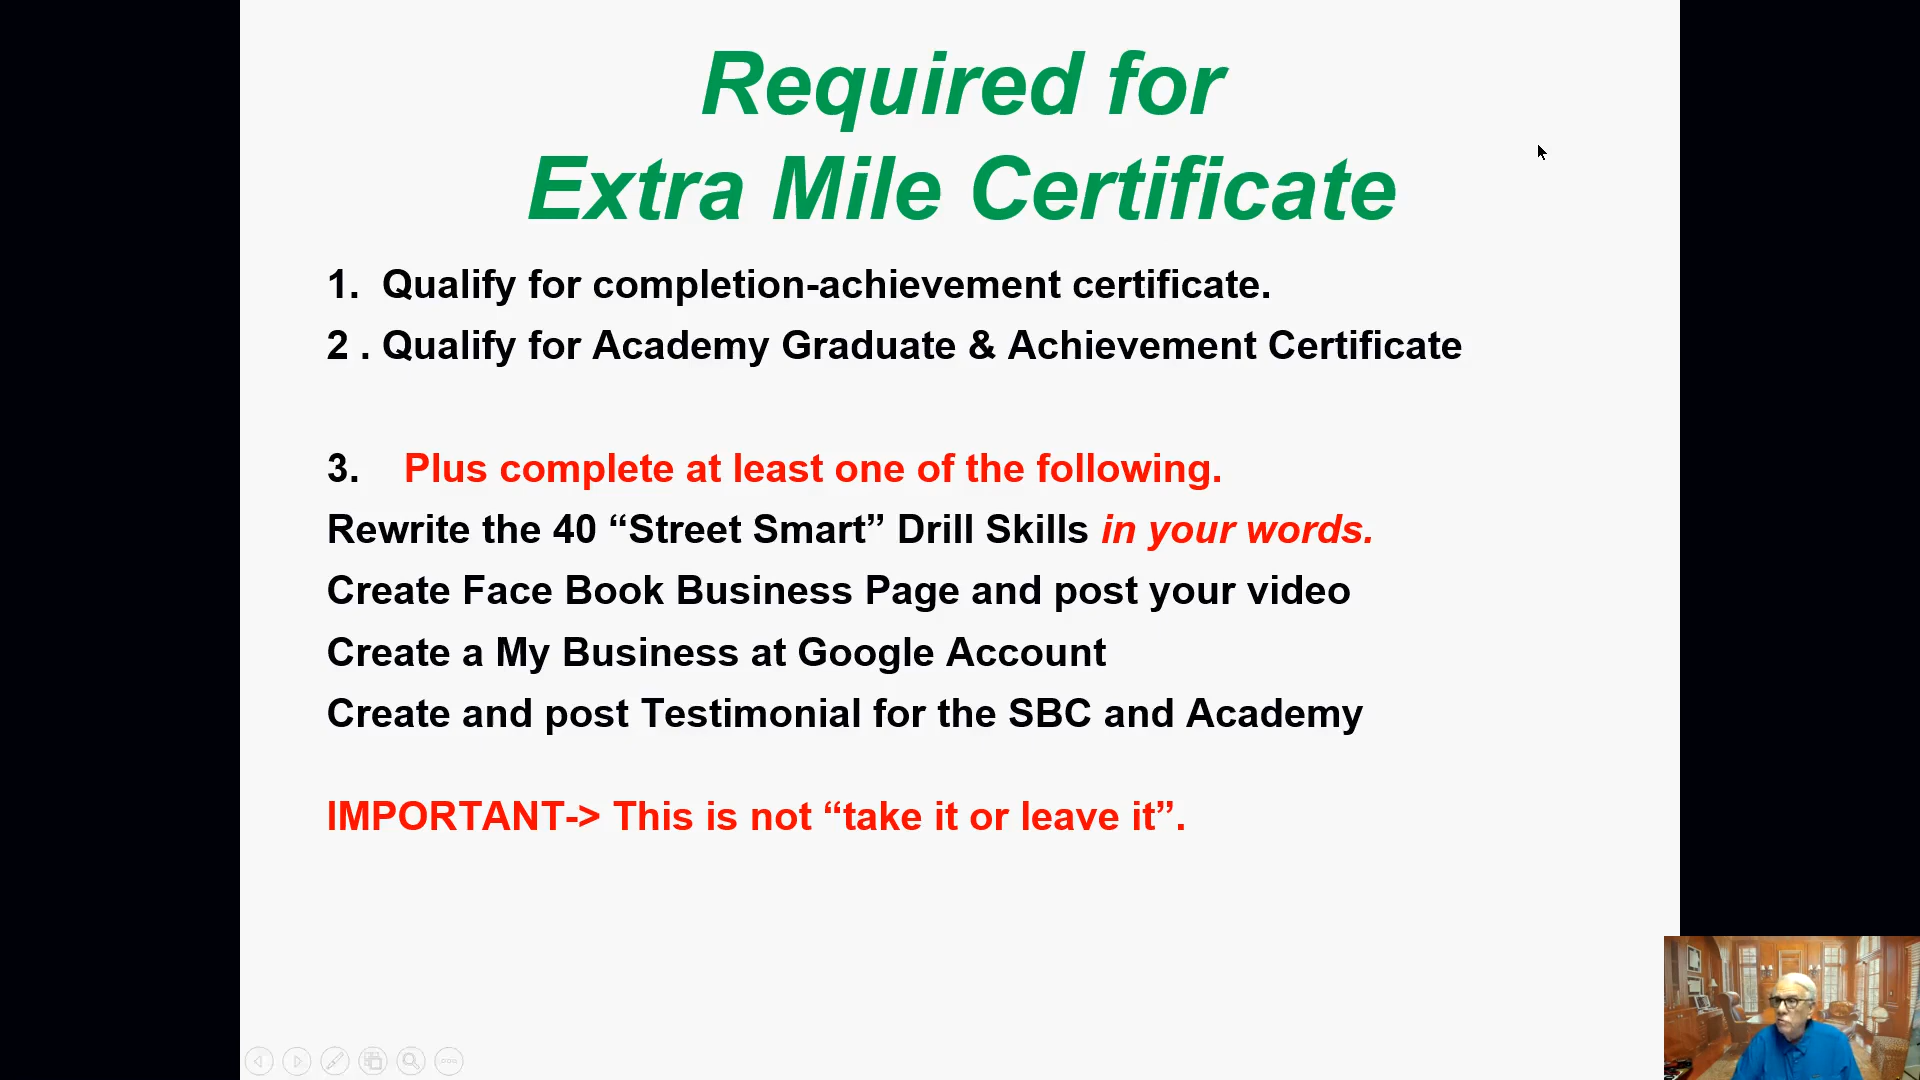 Required for
Extra Mile Certificate
1. Qualify for completion-achievement certificate.
2 . Qualify for Academy Graduate & Achievement Certificate
3. Plus complete at least one of the following.
Rewrite the 40 “Street Smart” Drill Skills in your words.
Create Face Book Business Page and post your video
Create a My Business at Google Account
Create and post Testimonial for the SBC and Academy
IMPORTANT-> This is not “take it or leave it”.